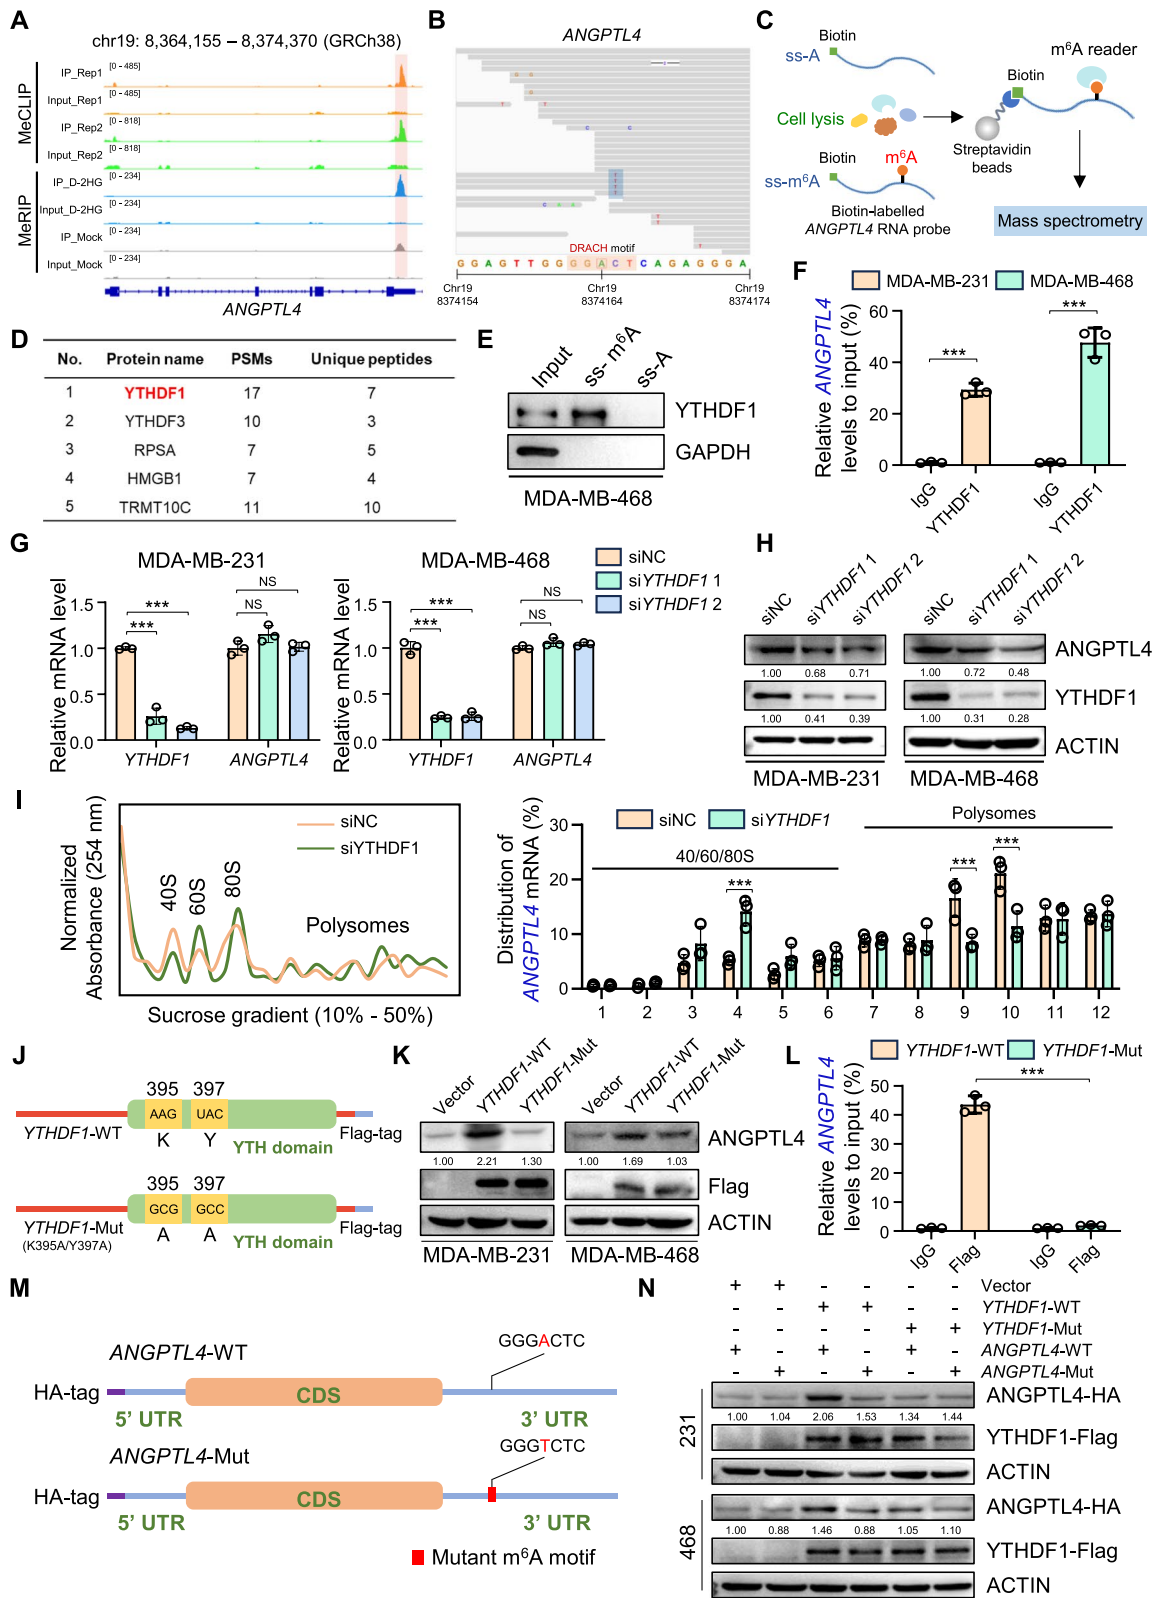 A
chr19: 8,364,155 – 8,374,370 (GRCh38)
MeCLIP
IP_Rep1 [0 - 485]
Input_Rep1 [0 - 485]
IP_Rep2 [0 - 818]
Input_Rep2 [0 - 818]
MeRIP
IP_D-2HG [0 - 234]
Input_D-2HG [0 - 234]
IP_Mock [0 - 234]
Input_Mock [0 - 234]
ANGPTL4
B
ANGPTL4
DRACH motif
G G A G T T G G G G A C T C A G A G G G A
Chr19 Chr19 Chr19
8374154 8374164 8374174
C
Biotin
ss-A
Cell lysis
Biotin m⁶A
ss-m⁶A
Biotin-labelled
ANGPTL4 RNA probe
m⁶A reader
Biotin
Streptavidin
beads
Mass spectrometry
D
No. Protein name PSMs Unique peptides
1 YTHDF1 17 7
2 YTHDF3 10 3
3 RPSA 7 5
4 HMGB1 7 4
5 TRMT10C 11 10
E
Input ss- m⁶A ss-A
YTHDF1
GAPDH
MDA-MB-468
F
MDA-MB-231 MDA-MB-468
Relative ANGPTL4
levels to input (%)
60
40
20
0
*** ***
IgG YTHDF1 IgG YTHDF1
G
MDA-MB-231
Relative mRNA level
1.5
1.0
0.5
0.0
*** *** NS NS
YTHDF1 ANGPTL4
MDA-MB-468
Relative mRNA level
1.5
1.0
0.5
0.0
*** *** NS NS
YTHDF1 ANGPTL4
siNC
siYTHDF1 1
siYTHDF1 2
H
siNC siYTHDF1 1 siYTHDF1 2 siNC siYTHDF1 1 siYTHDF1 2
ANGPTL4
1.00 0.68 0.71 1.00 0.72 0.48
YTHDF1
1.00 0.41 0.39 1.00 0.31 0.28
ACTIN
MDA-MB-231 MDA-MB-468
I
Normalized
Absorbance (254 nm)
siNC
siYTHDF1
40S 60S 80S
Polysomes
Sucrose gradient (10% - 50%)
Distribution of
ANGPTL4 mRNA (%)
siNC siYTHDF1
Polysomes
40/60/80S
30
20
10
0
*** *** ***
1 2 3 4 5 6 7 8 9 10 11 12
J
395 397
AAG UAC
K Y
YTHDF1-WT YTH domain Flag-tag
395 397
GCG GCC
A A
YTHDF1-Mut YTH domain Flag-tag
(K395A/Y397A)
K
Vector YTHDF1-WT YTHDF1-Mut Vector YTHDF1-WT YTHDF1-Mut
ANGPTL4
1.00 2.21 1.30 1.00 1.69 1.03
Flag
ACTIN
MDA-MB-231 MDA-MB-468
L
YTHDF1-WT YTHDF1-Mut
Relative ANGPTL4
levels to input (%)
50
40
30
20
10
0
***
IgG Flag IgG Flag
M
ANGPTL4-WT GGGACTC
HA-tag CDS
5' UTR 3' UTR
ANGPTL4-Mut GGGTCTC
HA-tag CDS
5' UTR 3' UTR
Mutant m⁶A motif
N
+ + - - - - Vector
- - + + - - YTHDF1-WT
- - - - + + YTHDF1-Mut
+ - + - + - ANGPTL4-WT
- + - + - + ANGPTL4-Mut
231
ANGPTL4-HA
1.00 1.04 2.06 1.53 1.34 1.44
YTHDF1-Flag
ACTIN
468
ANGPTL4-HA
1.00 0.88 1.46 0.88 1.05 1.10
YTHDF1-Flag
ACTIN